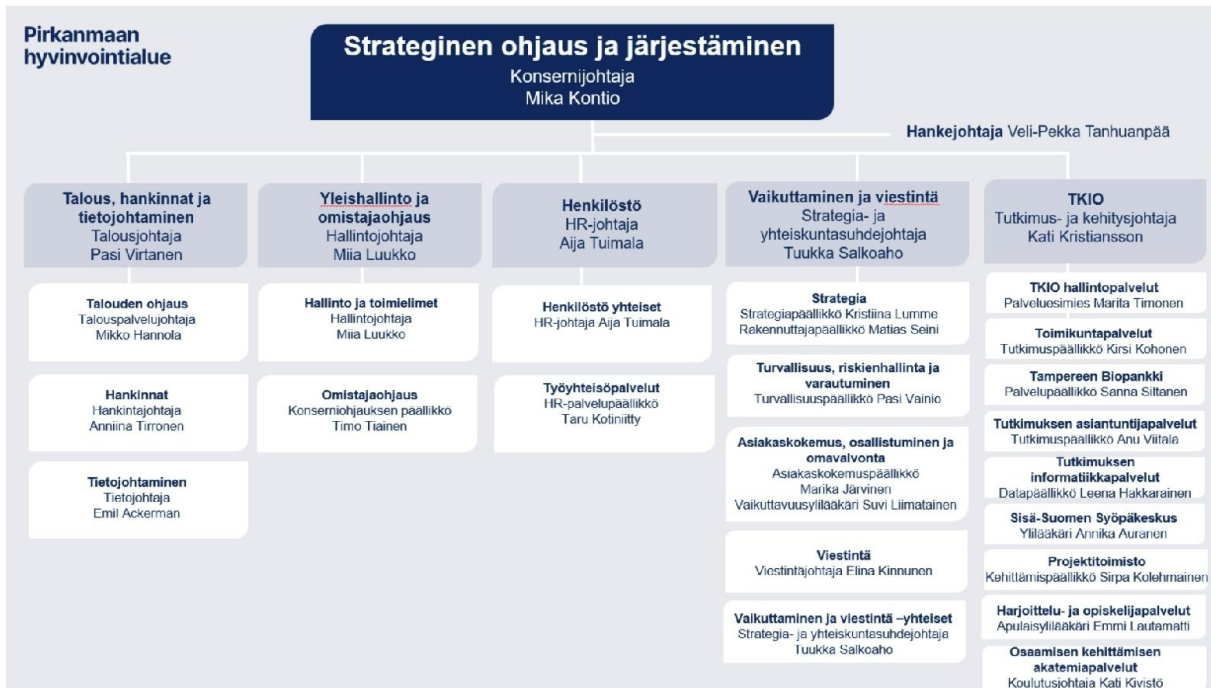 Pirkanmaan
hyvinvointialue
Strateginen ohjaus ja järjestäminen
Konsernijohtaja
Mika Kontio
Hankejohtaja Veli-Pekka Tanhuanpää
Talous, hankinnat ja
tietojohtaminen
Talousjohtaja
Pasi Virtanen
Talouden ohjaus
Talouspalvelujohtaja
Mikko Hannola
Hankinnat
Hankintajohtaja
Anniina Tirronen
Tietojohtaminen
Tietojohtaja
Emil Ackerman
Yleishallinto ja
omistajaohjaus
Hallintojohtaja
Miia Luukko
Hallinto ja toimielimet
Hallintojohtaja
Miia Luukko
Omistajaohjaus
Konserniohjauksen päällikkö
Timo Tiainen
Henkilöstö
HR-johtaja
Aija Tuimala
Henkilöstö yhteiset
HR-johtaja Aija Tuimala
Työyhteisöpalvelut
HR-palvelupäällikkö
Taru Kotiniitty
Vaikuttaminen ja viestintä
Strategia- ja
yhteiskuntasuhdejohtaja
Tuukka Salkoaho
Strategia
Strategiapäällikkö Kristiina Lumme
Rakennuttajapäällikkö Matias Seini
Turvallisuus, riskienhallinta ja
varautuminen
Turvallisuuspäällikkö Pasi Vainio
Asiakaskokemus, osallistuminen ja
omavalvonta
Asiakaskokemuspäällikkö
Marika Järvinen
Vaikuttavuusylilääkäri Suvi Liimatainen
Viestintä
Viestintäjohtaja Elina Kinnunen
Vaikuttaminen ja viestintä –yhteiset
Strategia- ja yhteiskuntasuhdejohtaja
Tuukka Salkoaho
TKIO
Tutkimus- ja kehitysjohtaja
Kati Kristiansson
TKIO hallintopalvelut
Palveluesimies Marita Timonen
Toimikuntapalvelut
Tutkimuspäällikkö Kirsi Kohonen
Tampereen Biopankki
Palvelupäällikkö Sanna Siltanen
Tutkimuksen asiantuntijapalvelut
Tutkimuspäällikkö Anu Viitala
Tutkimuksen
informatiikkapalvelut
Datapäällikkö Leena Hakkarainen
Sisä-Suomen Syöpäkeskus
Ylilääkäri Annika Auranen
Projektitoimisto
Kehittämispäällikkö Sirpa Kolehmainen
Harjoittelu- ja opiskelijapalvelut
Apulaisylilääkäri Emmi Lautamatti
Osaamisen kehittämisen
akatemiapalvelut
Koulutusjohtaja Kati Kivistö